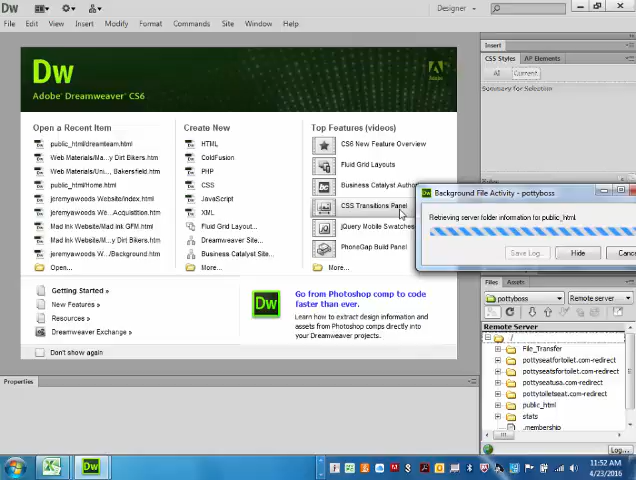 Dw
Designer
File Edit View Insert Modify Format Commands Site Window Help
Dw
Adobe® Dreamweaver® CS6
Open a Recent Item
public_html/dreamteam.html
Web Materials/Ma...y Dirt Bikers.htm
Web Materials/UP..., Bakersfield.htm
public_html/Home.html
jeremyawoods Website/index.html
Mad Ink Website/Mad Ink GFM.html
Mad Ink Website/M...y Dirt Bikers.htm
jeremyawoods W...Acquisition.html
jeremyawoods W.../Background.htm
Open...
Create New
HTML
ColdFusion
PHP
CSS
JavaScript
XML
Fluid Grid Layout...
Dreamweaver Site...
Business Catalyst Site...
More...
Top Features (videos)
CS6 New Feature Overview
Fluid Grid Layouts
Business Catalyst
CSS Transitions Panel
jQuery Mobile Swatches
PhoneGap Build Panel
More...
Getting Started »
New Features »
Resources »
Dreamweaver Exchange »
Dw
Go from Photoshop comp to code
faster than ever.
Learn how to extract design information and
assets from Photoshop comps directly into
your Dreamweaver projects.
Don't show again
Properties
Insert
CSS Styles AP Elements
All Current
Summary for Selection
Background File Activity - pottyboss
Retrieving server folder information for public_html
Save Log... Hide
Files Assets
pottyboss Remote server
Remote Server
/
File_Transfer
pottyseatfortoilet.com-redirect
pottyseatsfortoilet.com-redirect
pottyseatusa.com-redirect
pottytoiletseat.com-redirect
public_html
stats
.membership
Log...
Dw
11:52 AM
4/23/2016